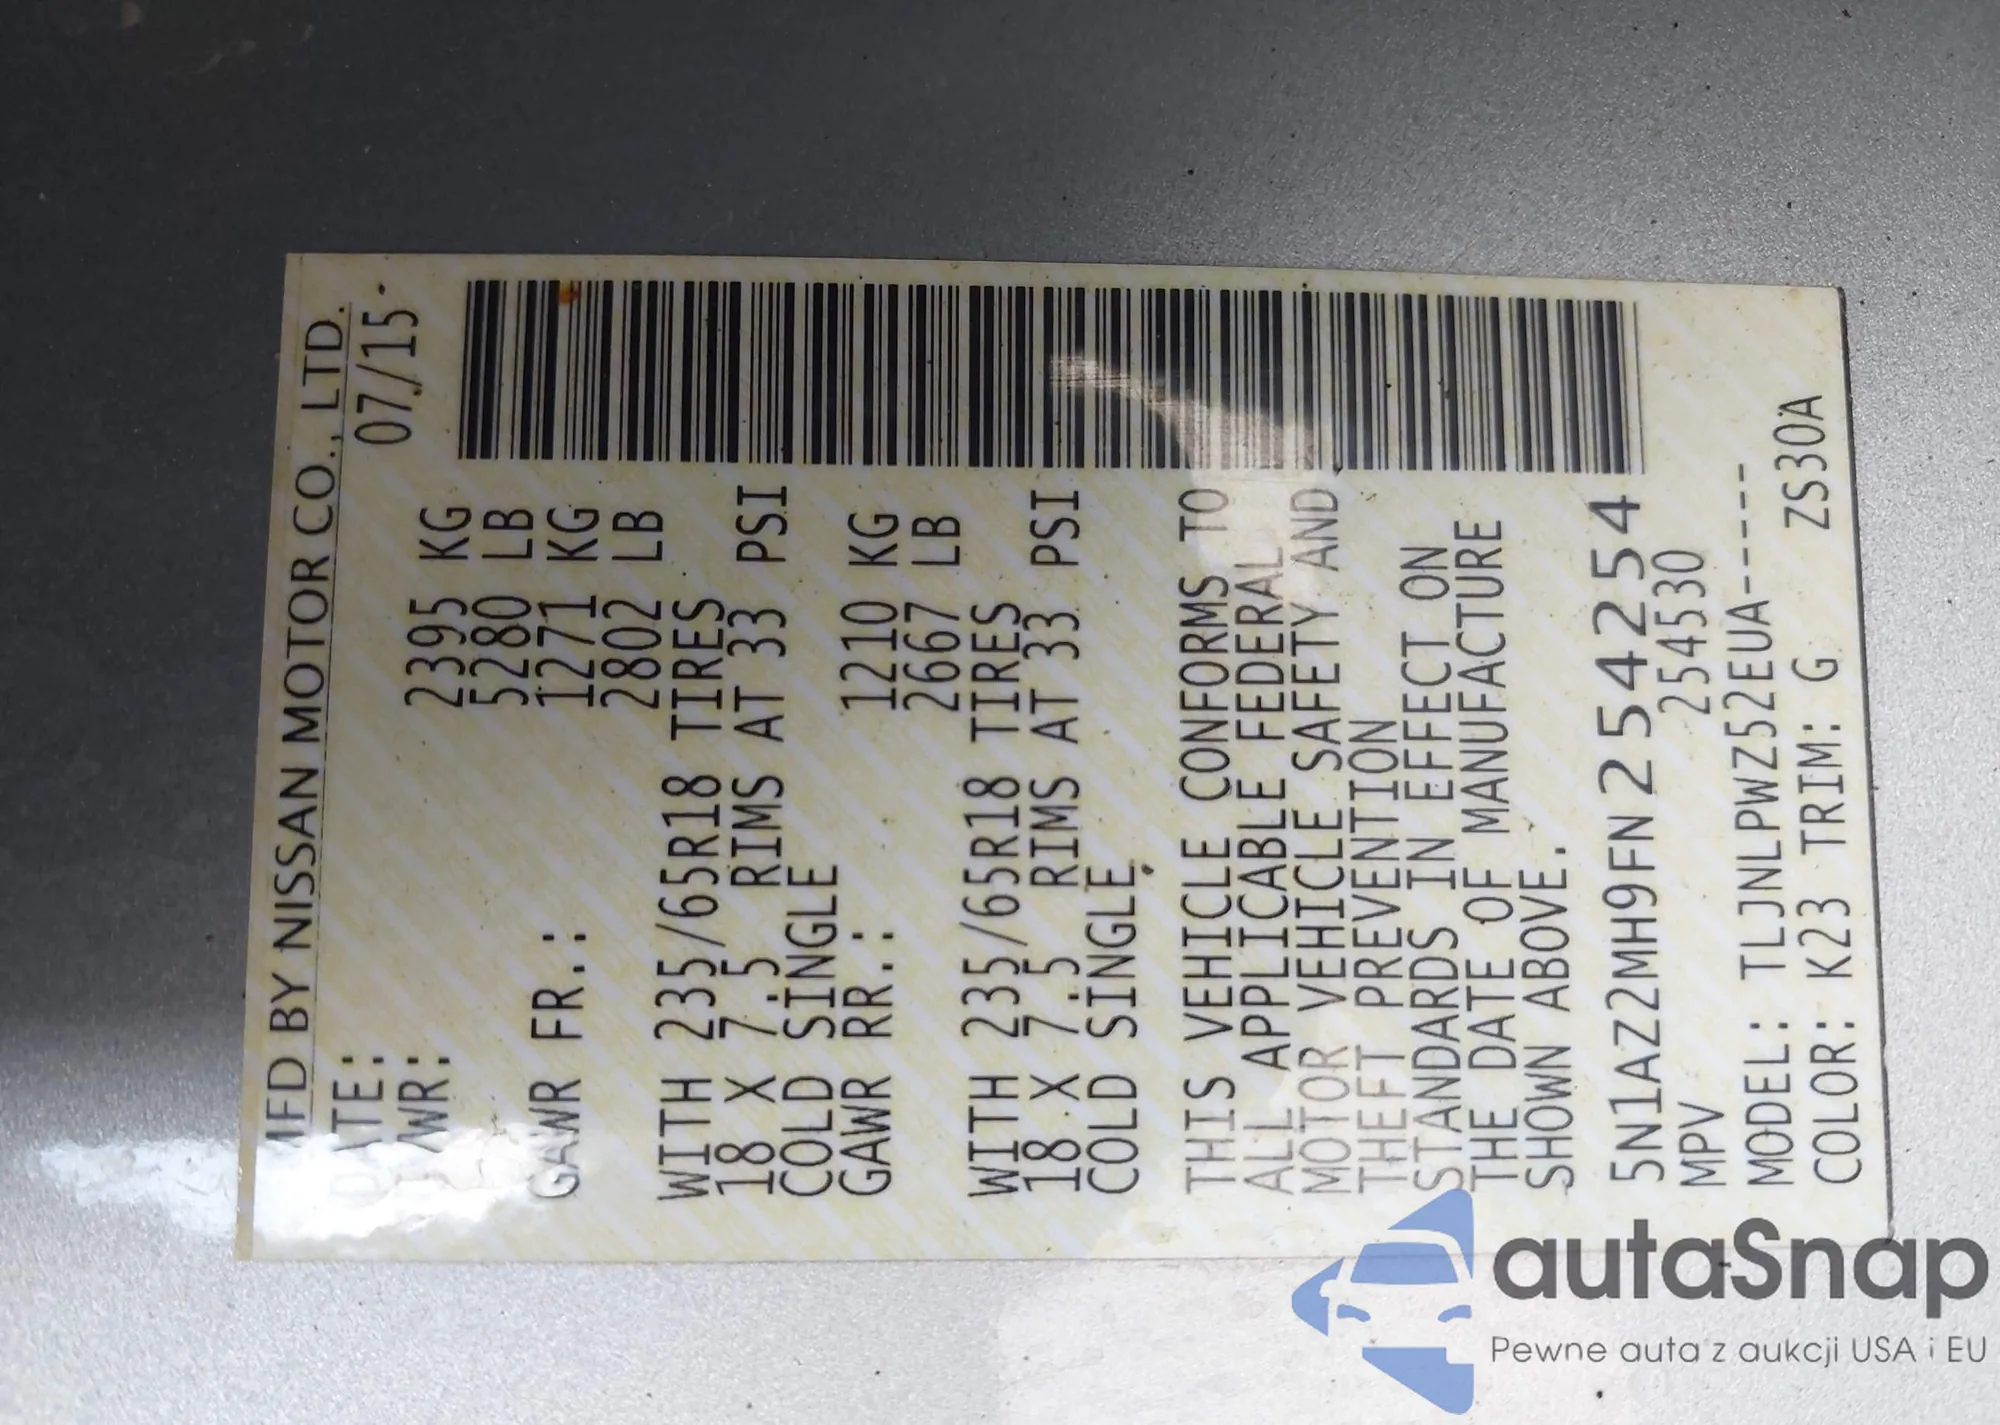 MFD BY NISSAN MOTOR CO., LTD.
DATE: 07/15
GVWR: 2395 KG
5280 LB
GAWR FR.: 1271 KG
2802 LB
WITH 235/65R18 TIRES
18 X 7.5 RIMS AT 33 PSI
COLD SINGLE
GAWR RR.: 1210 KG
2667 LB
WITH 235/65R18 TIRES
18 X 7.5 RIMS AT 33 PSI
COLD SINGLE
THIS VEHICLE CONFORMS TO
ALL APPLICABLE FEDERAL
MOTOR VEHICLE SAFETY AND
THEFT PREVENTION
STANDARDS IN EFFECT ON
THE DATE OF MANUFACTURE
SHOWN ABOVE.
5N1AZ2MH9FN254254
MPV 254530
MODEL: TLJNLPWZ52EUA-----
COLOR: K23 TRIM: G ZS30A
autaSnap
Pewne auta z aukcji USA i EU